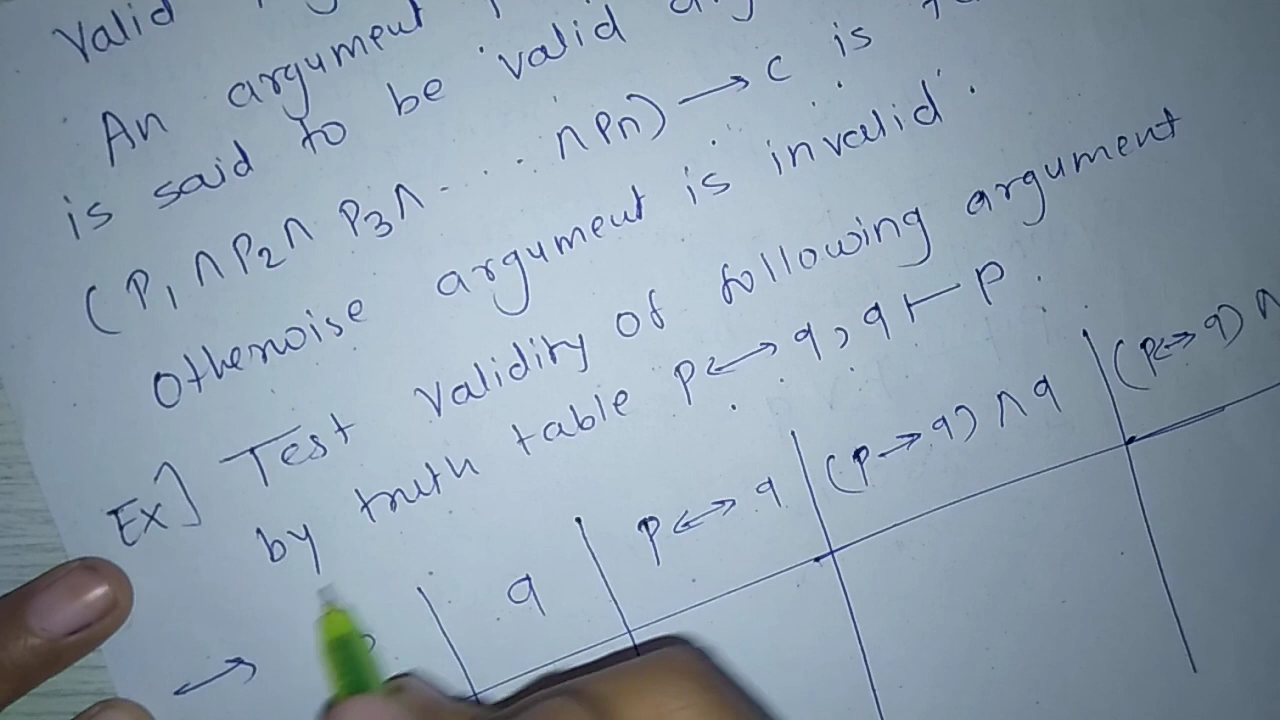 Valid
An argument
is said to be valid
(P1 ∧ P2 ∧ P3 ∧ .... ∧ Pn) → C is
Otherwise argument is invalid.
Ex] Test validity of following argument
by truth table p ↔ q, q ⊢ p.
q | p ↔ q | (p → q) ∧ q | (p ↔ q) ∧
→